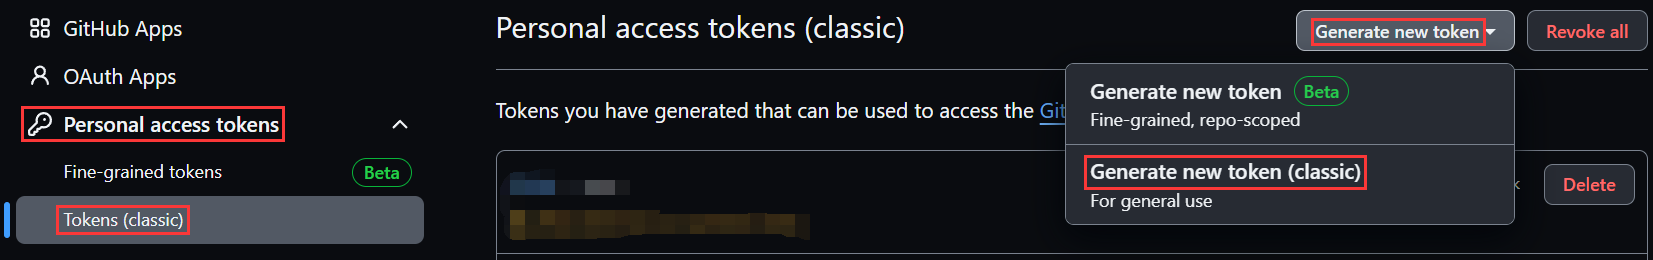 GitHub Apps
OAuth Apps
Personal access tokens
Fine-grained tokens Beta
Tokens (classic)
Personal access tokens (classic)
Generate new token
Revoke all
Tokens you have generated that can be used to access the Git
Generate new token Beta
Fine-grained, repo-scoped
Generate new token (classic)
For general use
Delete